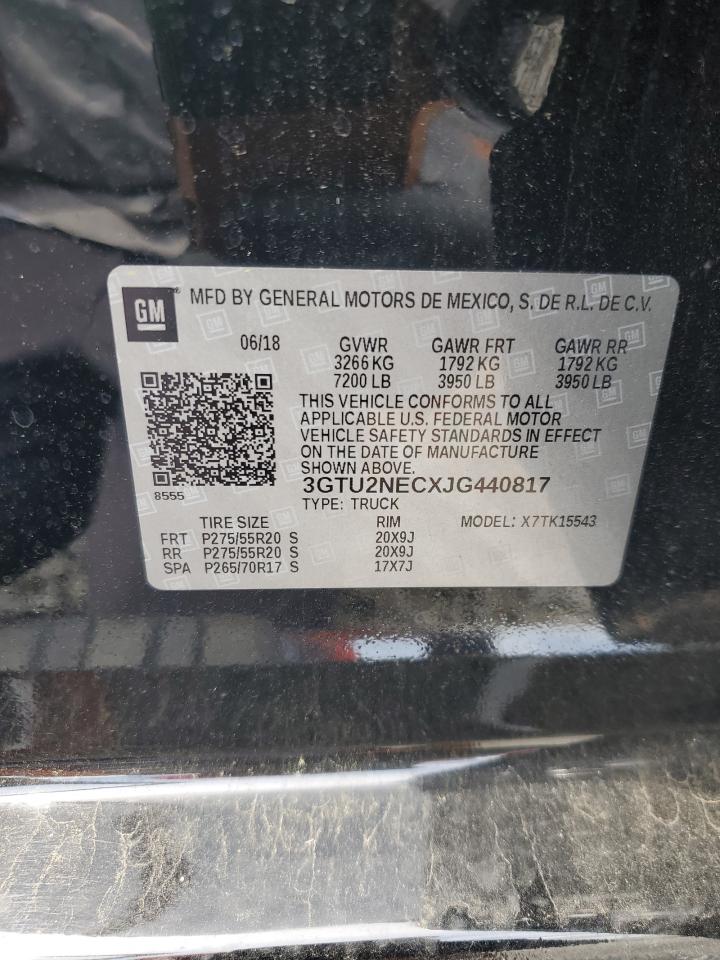 GM ® MFD BY GENERAL MOTORS DE MEXICO, S. DE R.L. DE C.V.
06/18 GVWR GAWR FRT GAWR RR
3266 KG 1792 KG 1792 KG
7200 LB 3950 LB 3950 LB
THIS VEHICLE CONFORMS TO ALL
APPLICABLE U.S. FEDERAL MOTOR
VEHICLE SAFETY STANDARDS IN EFFECT
ON THE DATE OF MANUFACTURE
SHOWN ABOVE.
8555 3GTU2NECXJG440817
TYPE: TRUCK
TIRE SIZE RIM MODEL: X7TK15543
FRT P275/55R20 S 20X9J
RR P275/55R20 S 20X9J
SPA P265/70R17 S 17X7J